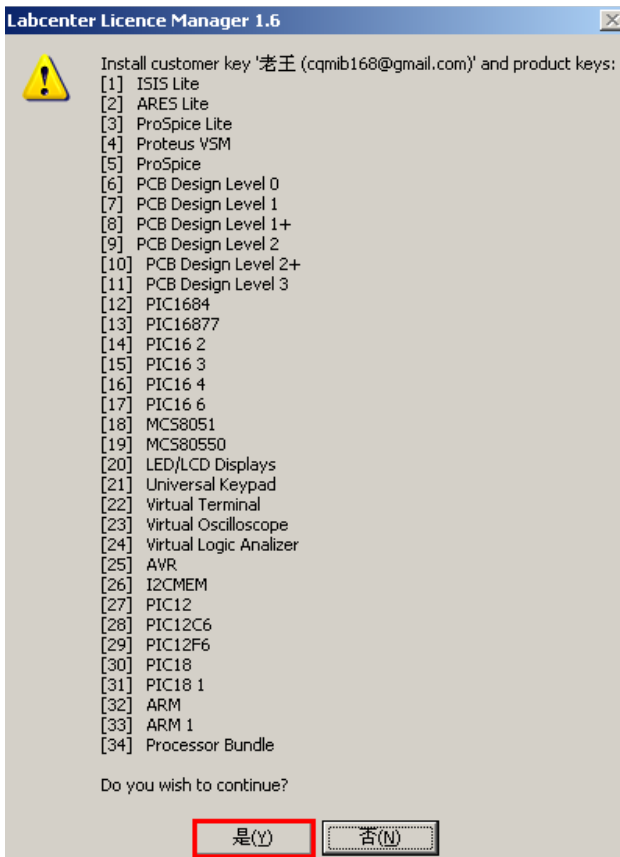 Labcenter Licence Manager 1.6
Install customer key '老王 (cqmib168@gmail.com)' and product keys:
[1] ISIS Lite
[2] ARES Lite
[3] ProSpice Lite
[4] Proteus VSM
[5] ProSpice
[6] PCB Design Level 0
[7] PCB Design Level 1
[8] PCB Design Level 1+
[9] PCB Design Level 2
[10] PCB Design Level 2+
[11] PCB Design Level 3
[12] PIC1684
[13] PIC16877
[14] PIC16 2
[15] PIC16 3
[16] PIC16 4
[17] PIC16 6
[18] MCS8051
[19] MCS80550
[20] LED/LCD Displays
[21] Universal Keypad
[22] Virtual Terminal
[23] Virtual Oscilloscope
[24] Virtual Logic Analizer
[25] AVR
[26] I2CMEM
[27] PIC12
[28] PIC12C6
[29] PIC12F6
[30] PIC18
[31] PIC18 1
[32] ARM
[33] ARM 1
[34] Processor Bundle
Do you wish to continue?
是(Y) 否(N)